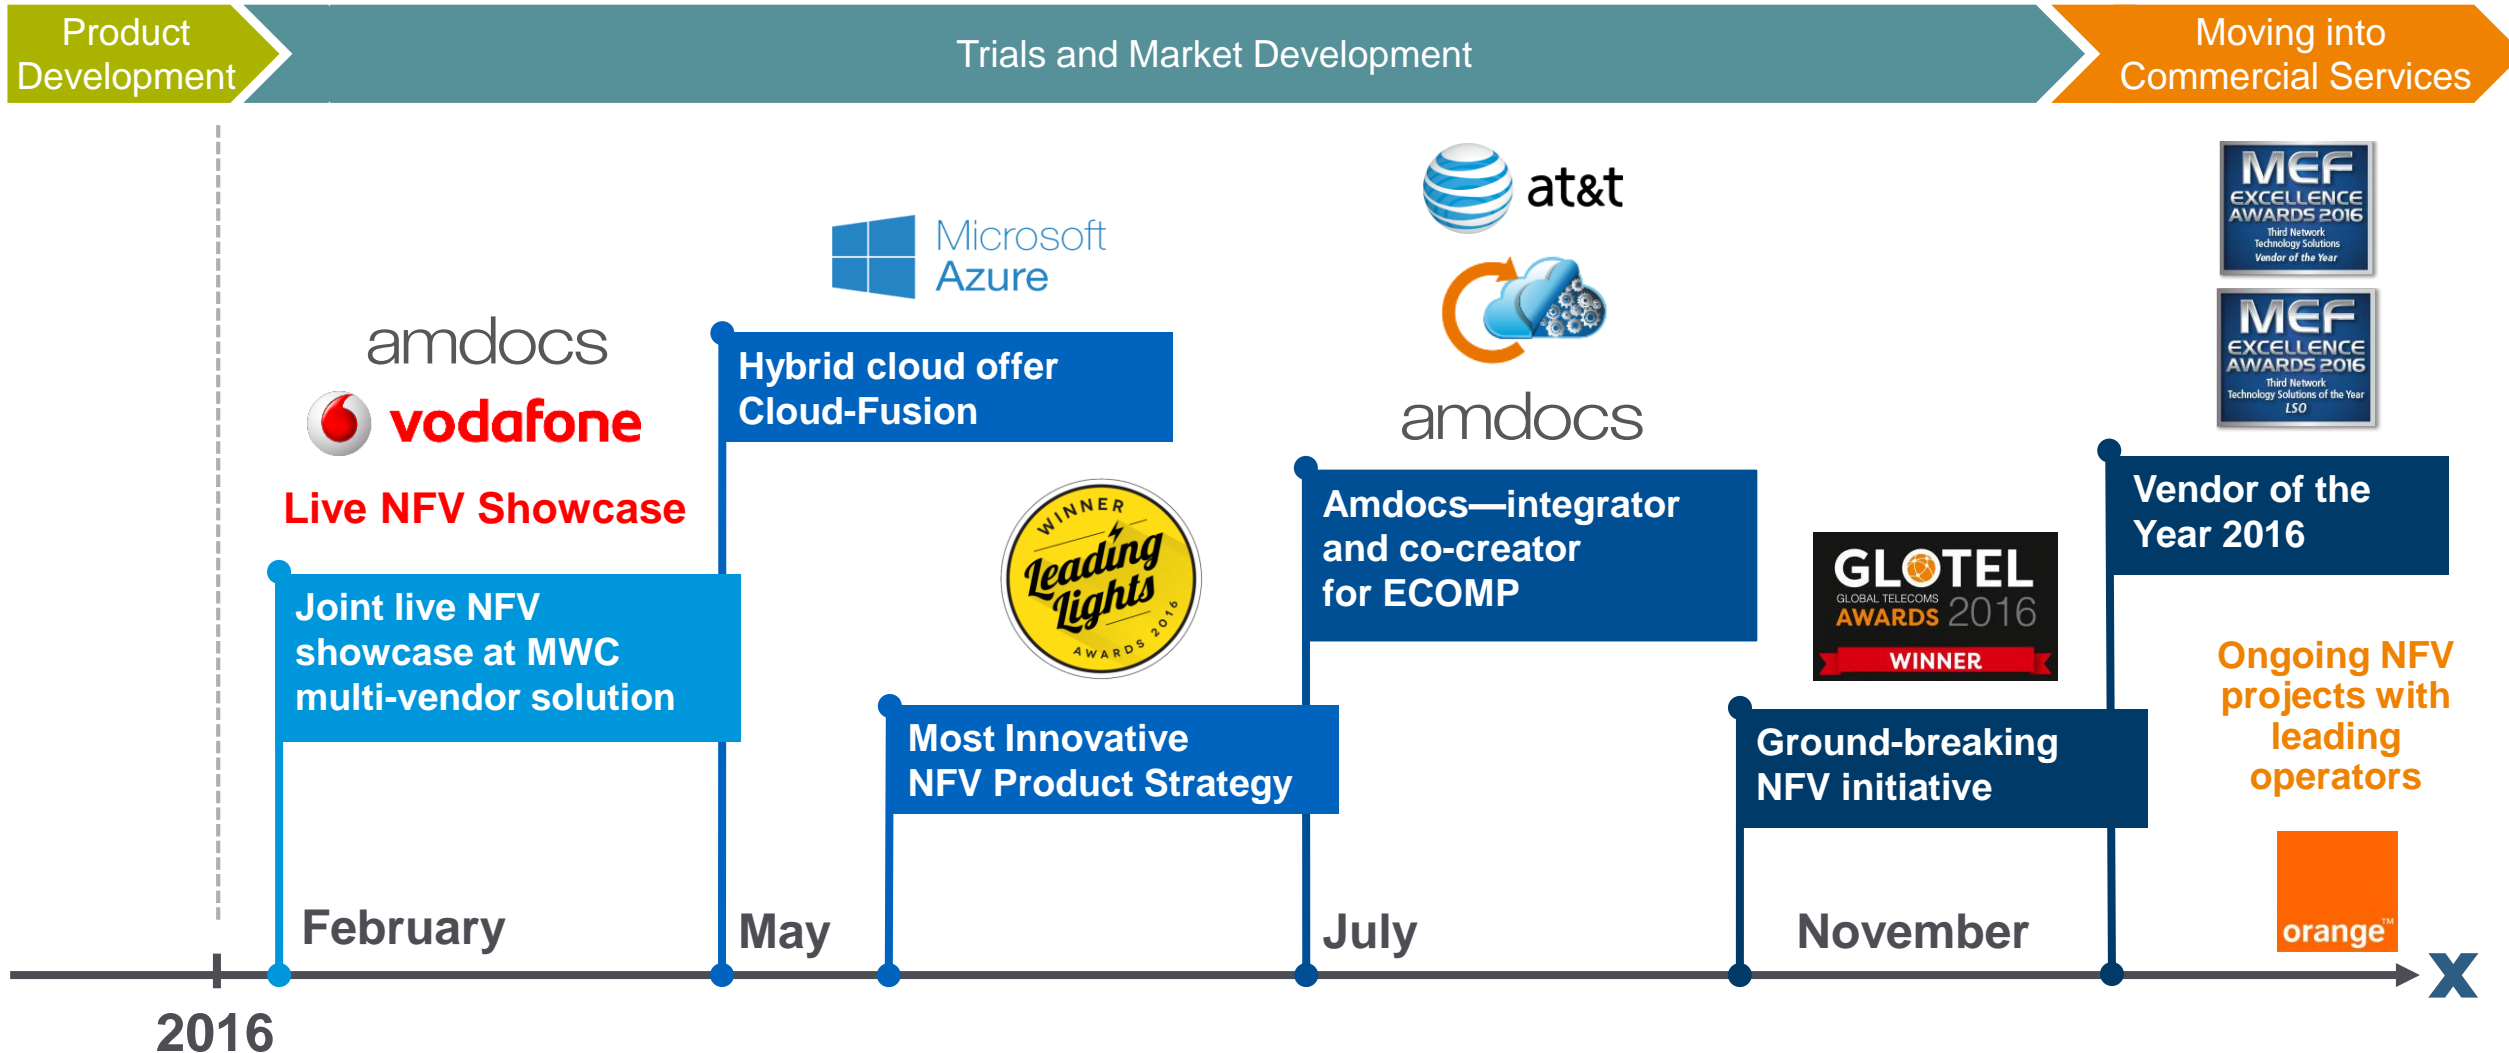 Product
Development
Trials and Market Development
Moving into
Commercial Services
amdocs
vodafone
Live NFV Showcase
Joint live NFV
showcase at MWC
multi-vendor solution
February
Microsoft
Azure
Hybrid cloud offer
Cloud-Fusion
May
WINNER
Leading
Lights
AWARDS 2016
Most Innovative
NFV Product Strategy
at&t
amdocs
Amdocs—integrator
and co-creator
for ECOMP
July
GLOTEL
GLOBAL TELECOMS
AWARDS 2016
WINNER
Ground-breaking
NFV initiative
November
MEF
EXCELLENCE
AWARDS 2016
Third Network
Technology Solutions
Vendor of the Year
MEF
EXCELLENCE
AWARDS 2016
Third Network
Technology Solutions of the Year
LSO
Vendor of the
Year 2016
Ongoing NFV
projects with
leading
operators
orange™
X
2016